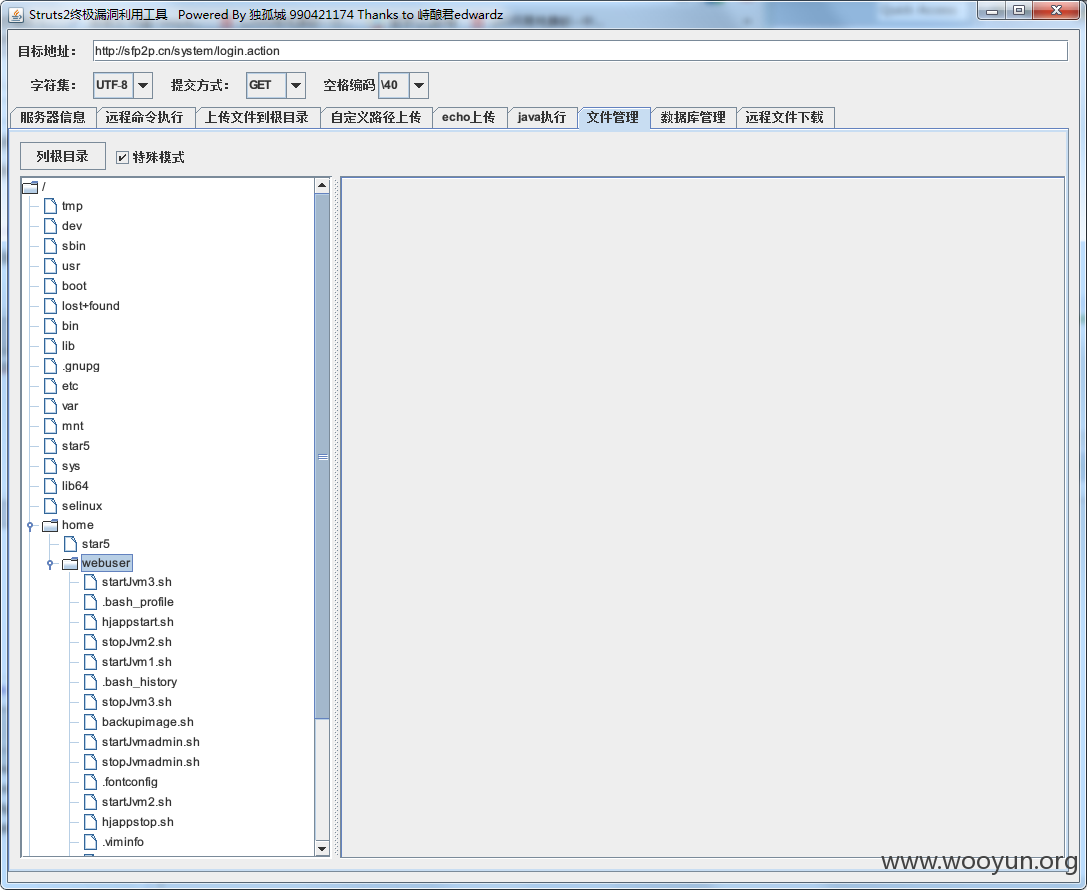 Struts2终极漏洞利用工具 Powered By 独孤城 990421174 Thanks to 峙酿君edwardz
目标地址： http://sfp2p.cn/system/login.action
字符集： UTF-8 提交方式： GET 空格编码 \40
服务器信息 远程命令执行 上传文件到根目录 自定义路径上传 echo上传 java执行 文件管理 数据库管理 远程文件下载
列根目录 特殊模式
/
tmp
dev
sbin
usr
boot
lost+found
bin
lib
.gnupg
etc
var
mnt
star5
sys
lib64
selinux
home
star5
webuser
startJvm3.sh
.bash_profile
hjappstart.sh
stopJvm2.sh
startJvm1.sh
.bash_history
stopJvm3.sh
backupimage.sh
startJvmadmin.sh
stopJvmadmin.sh
.fontconfig
startJvm2.sh
hjappstop.sh
.viminfo
www.wooyun.org